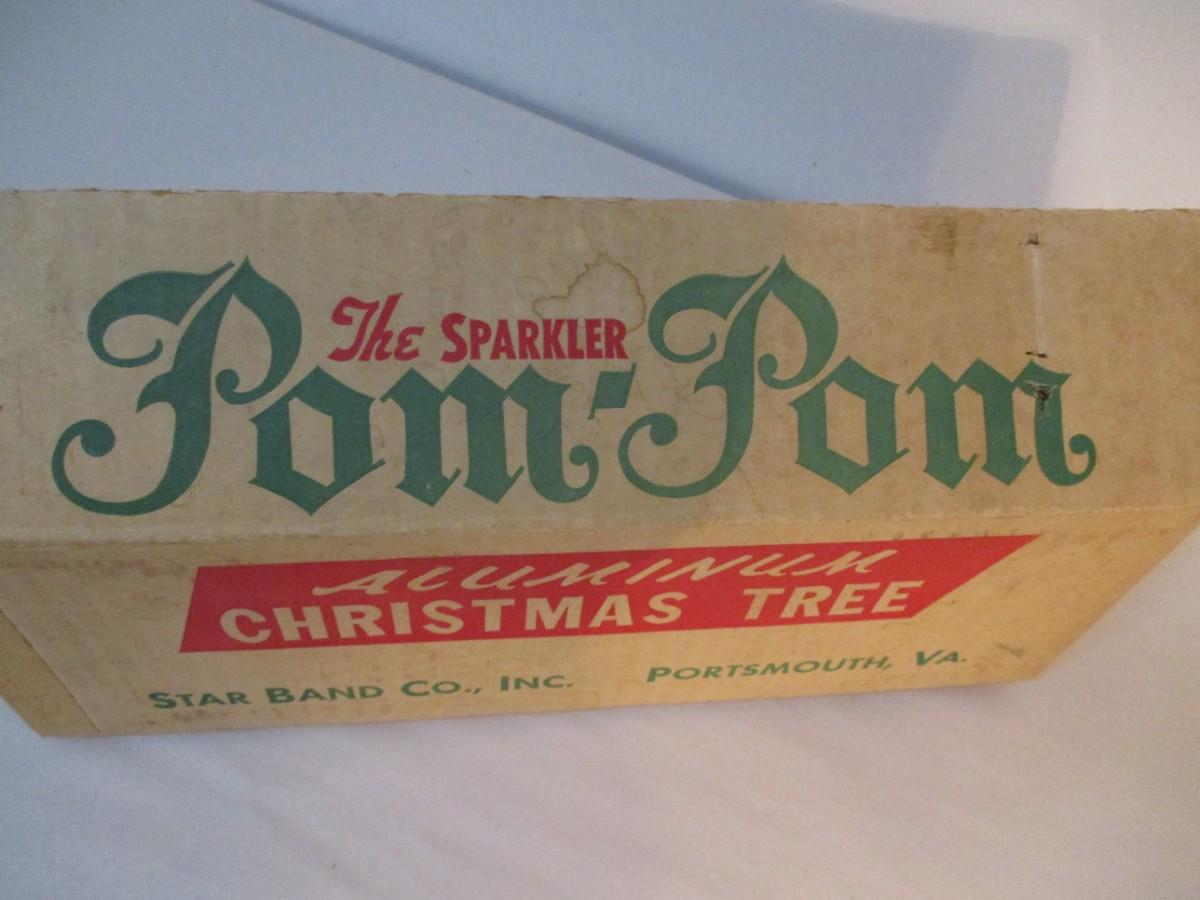 The SPARKLER
Pom-Pom
ALUMINUM
CHRISTMAS TREE
STAR BAND CO., INC. PORTSMOUTH, VA.